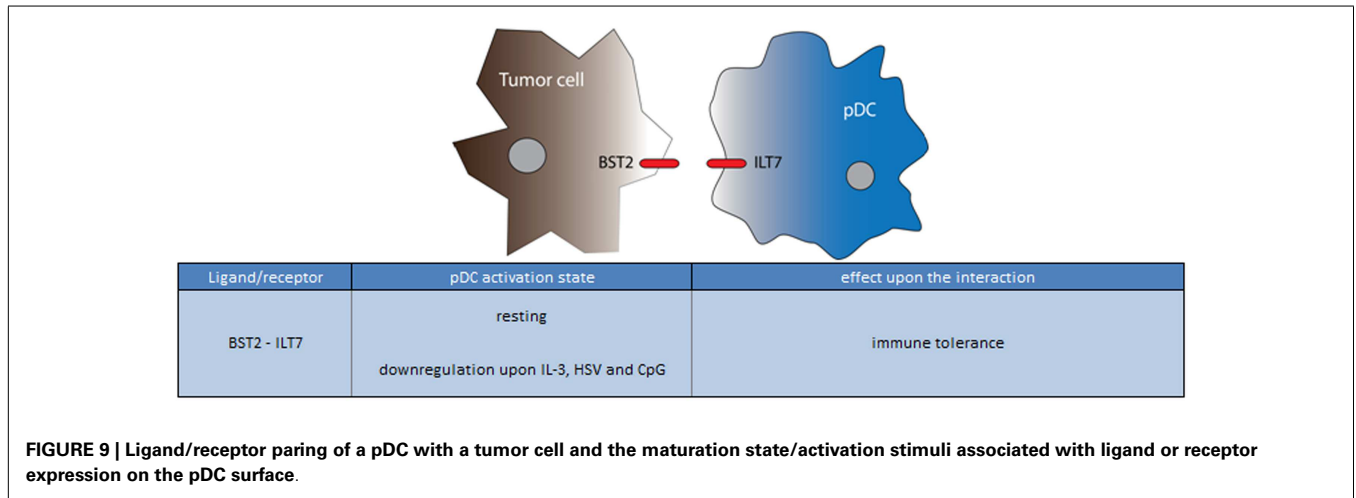 Tumor cell
pDC
BST2
ILT7
Ligand/receptor pDC activation state effect upon the interaction
resting
BST2 - ILT7 immune tolerance
downregulation upon IL-3, HSV and CpG
FIGURE 9 | Ligand/receptor paring of a pDC with a tumor cell and the maturation state/activation stimuli associated with ligand or receptor
expression on the pDC surface.